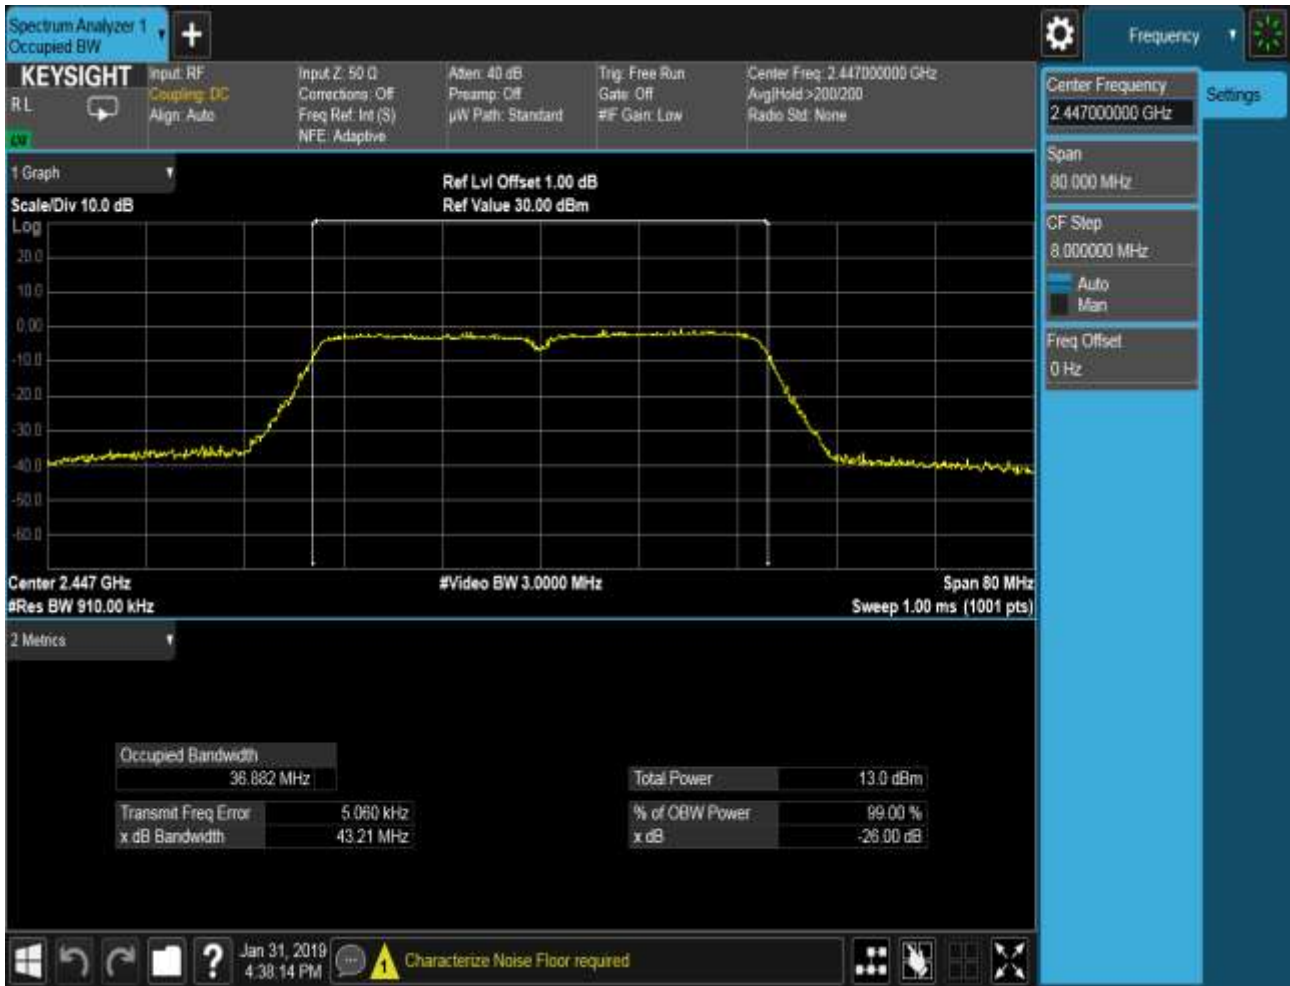 Spectrum Analyzer 1
Occupied BW
Frequency
KEYSIGHT
Input: RF
Input Z: 50 Ω
Atten: 40 dB
Trig: Free Run
Center Freq: 2.447000000 GHz
R L
Coupling: DC
Corrections: Off
Preamp: Off
Gate: Off
Avg|Hold >200/200
Align: Auto
Freq Ref: Int (S)
µW Path: Standard
#IF Gain: Low
Radio Std: None
NFE: Adaptive
Center Frequency
2.447000000 GHz
Settings
Span
80.000 MHz
CF Step
8.000000 MHz
Auto
Man
Freq Offset
0 Hz
1 Graph
Ref Lvl Offset 1.00 dB
Scale/Div 10.0 dB
Ref Value 30.00 dBm
Log
20.0
10.0
0.00
-10.0
-20.0
-30.0
-40.0
-50.0
-60.0
Center 2.447 GHz
#Video BW 3.0000 MHz
Span 80 MHz
#Res BW 910.00 kHz
Sweep 1.00 ms (1001 pts)
2 Metrics
Occupied Bandwidth
36.882 MHz
Total Power
13.0 dBm
Transmit Freq Error
5.060 kHz
% of OBW Power
99.00 %
x dB Bandwidth
43.21 MHz
x dB
-26.00 dB
Jan 31, 2019
4:38:14 PM
?
1
Characterize Noise Floor required